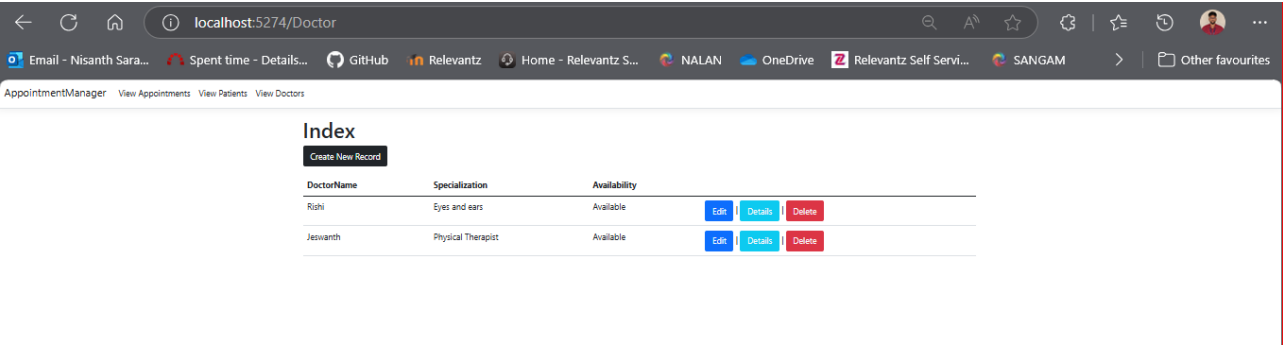 localhost:5274/Doctor
Email - Nisanth Sara... Spent time - Details... GitHub Relevantz Home - Relevantz S... NALAN OneDrive Relevantz Self Servi... SANGAM Other favourites
AppointmentManager View Appointments View Patients View Doctors
Index
Create New Record
DoctorName Specialization Availability
Rishi Eyes and ears Available Edit | Details | Delete
Jeswanth Physical Therapist Available Edit | Details | Delete